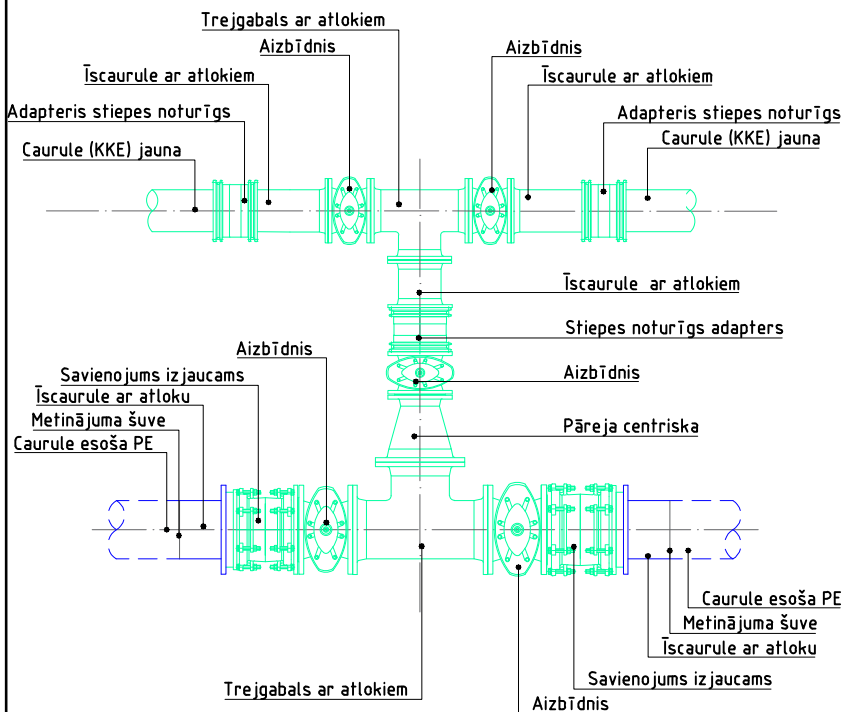 Trejgabals ar atlokiem
Aizbīdnis
Aizbīdnis
Īscaurule ar atlokiem
Īscaurule ar atlokiem
Adapteris stiepes noturīgs
Adapteris stiepes noturīgs
Caurule (KKE) jauna
Caurule (KKE) jauna
Īscaurule ar atlokiem
Stiepes noturīgs adapters
Aizbīdnis
Aizbīdnis
Savienojums izjaucams
Īscaurule ar atloku
Metinājuma šuve
Caurule esoša PE
Pāreja centriska
Caurule esoša PE
Metinājuma šuve
Īscaurule ar atloku
Savienojums izjaucams
Trejgabals ar atlokiem
Aizbīdnis